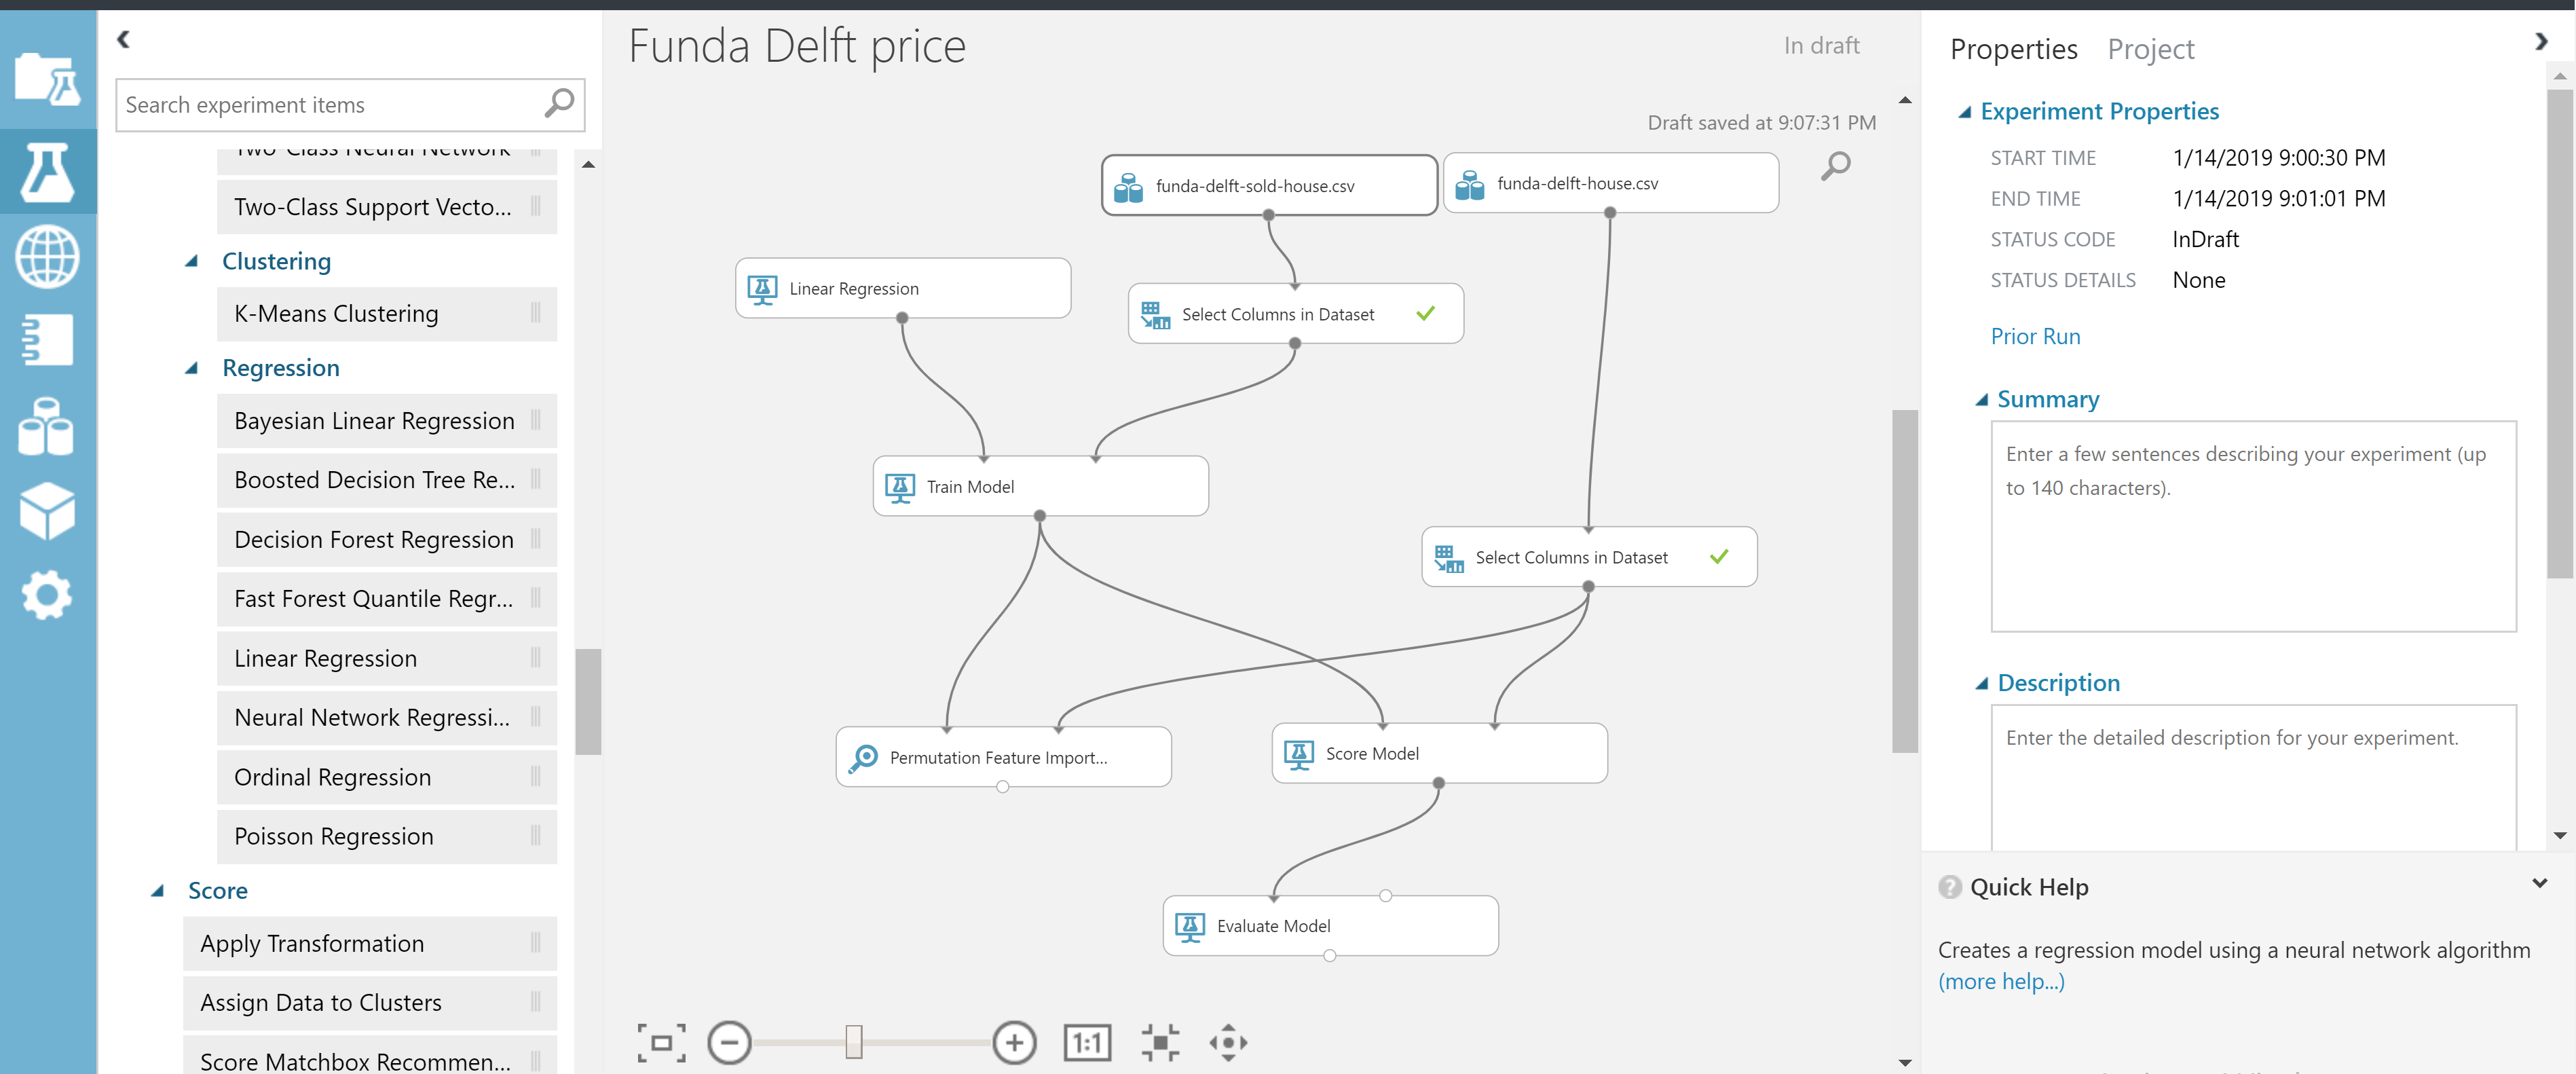 Search experiment items
Two-Class Neural Network
Two-Class Support Vecto...
Clustering
K-Means Clustering
Regression
Bayesian Linear Regression
Boosted Decision Tree Re...
Decision Forest Regression
Fast Forest Quantile Regr...
Linear Regression
Neural Network Regressi...
Ordinal Regression
Poisson Regression
Score
Apply Transformation
Assign Data to Clusters
Score Matchbox Recommen...
Funda Delft price
In draft
Draft saved at 9:07:31 PM
funda-delft-sold-house.csv
funda-delft-house.csv
Linear Regression
Select Columns in Dataset
Train Model
Select Columns in Dataset
Permutation Feature Import...
Score Model
Evaluate Model
1:1
Properties Project
Experiment Properties
START TIME 1/14/2019 9:00:30 PM
END TIME 1/14/2019 9:01:01 PM
STATUS CODE InDraft
STATUS DETAILS None
Prior Run
Summary
Enter a few sentences describing your experiment (up
to 140 characters).
Description
Enter the detailed description for your experiment.
? Quick Help
Creates a regression model using a neural network algorithm
(more help...)